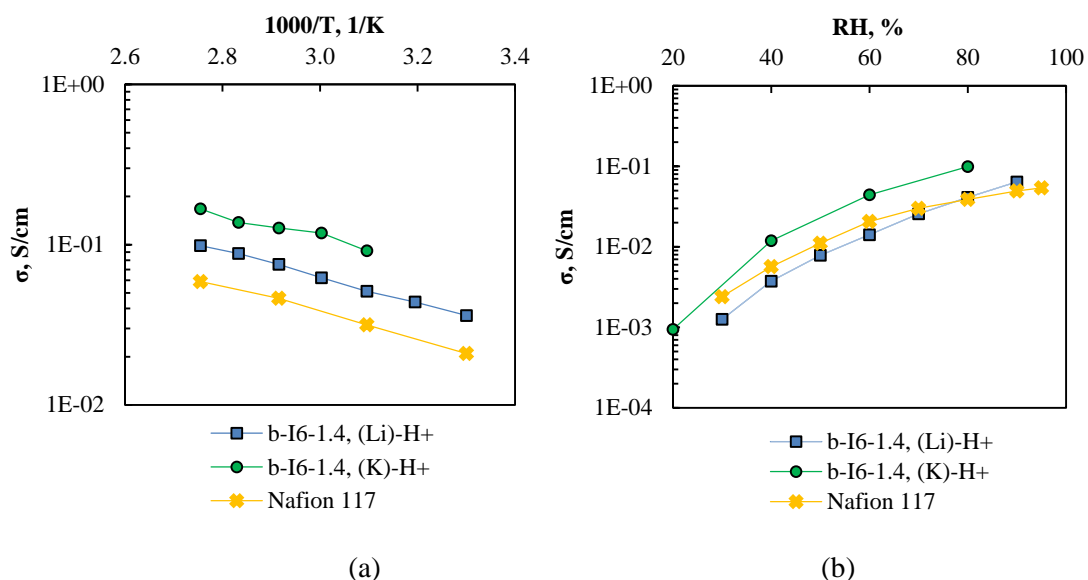 1000/T, 1/K
2.6 2.8 3.0 3.2 3.4
1E+00
1E-01
1E-02
σ, S/cm
b-I6-1.4, (Li)-H+
b-I6-1.4, (K)-H+
Nafion 117
(a)
RH, %
20 40 60 80 100
1E+00
1E-01
1E-02
1E-03
1E-04
σ, S/cm
b-I6-1.4, (Li)-H+
b-I6-1.4, (K)-H+
Nafion 117
(b)